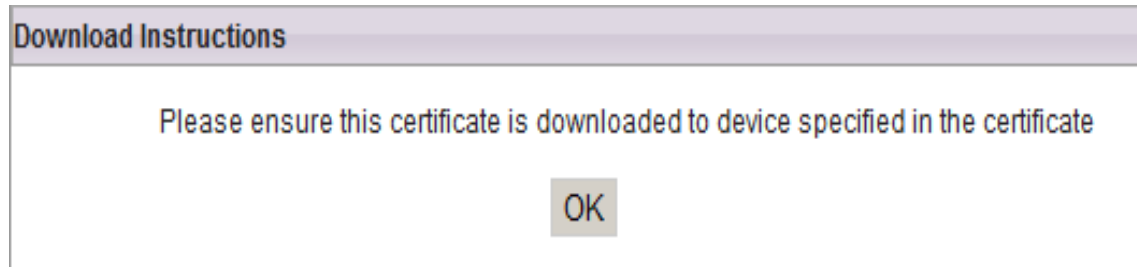 Download Instructions
Please ensure this certificate is downloaded to device specified in the certificate
OK